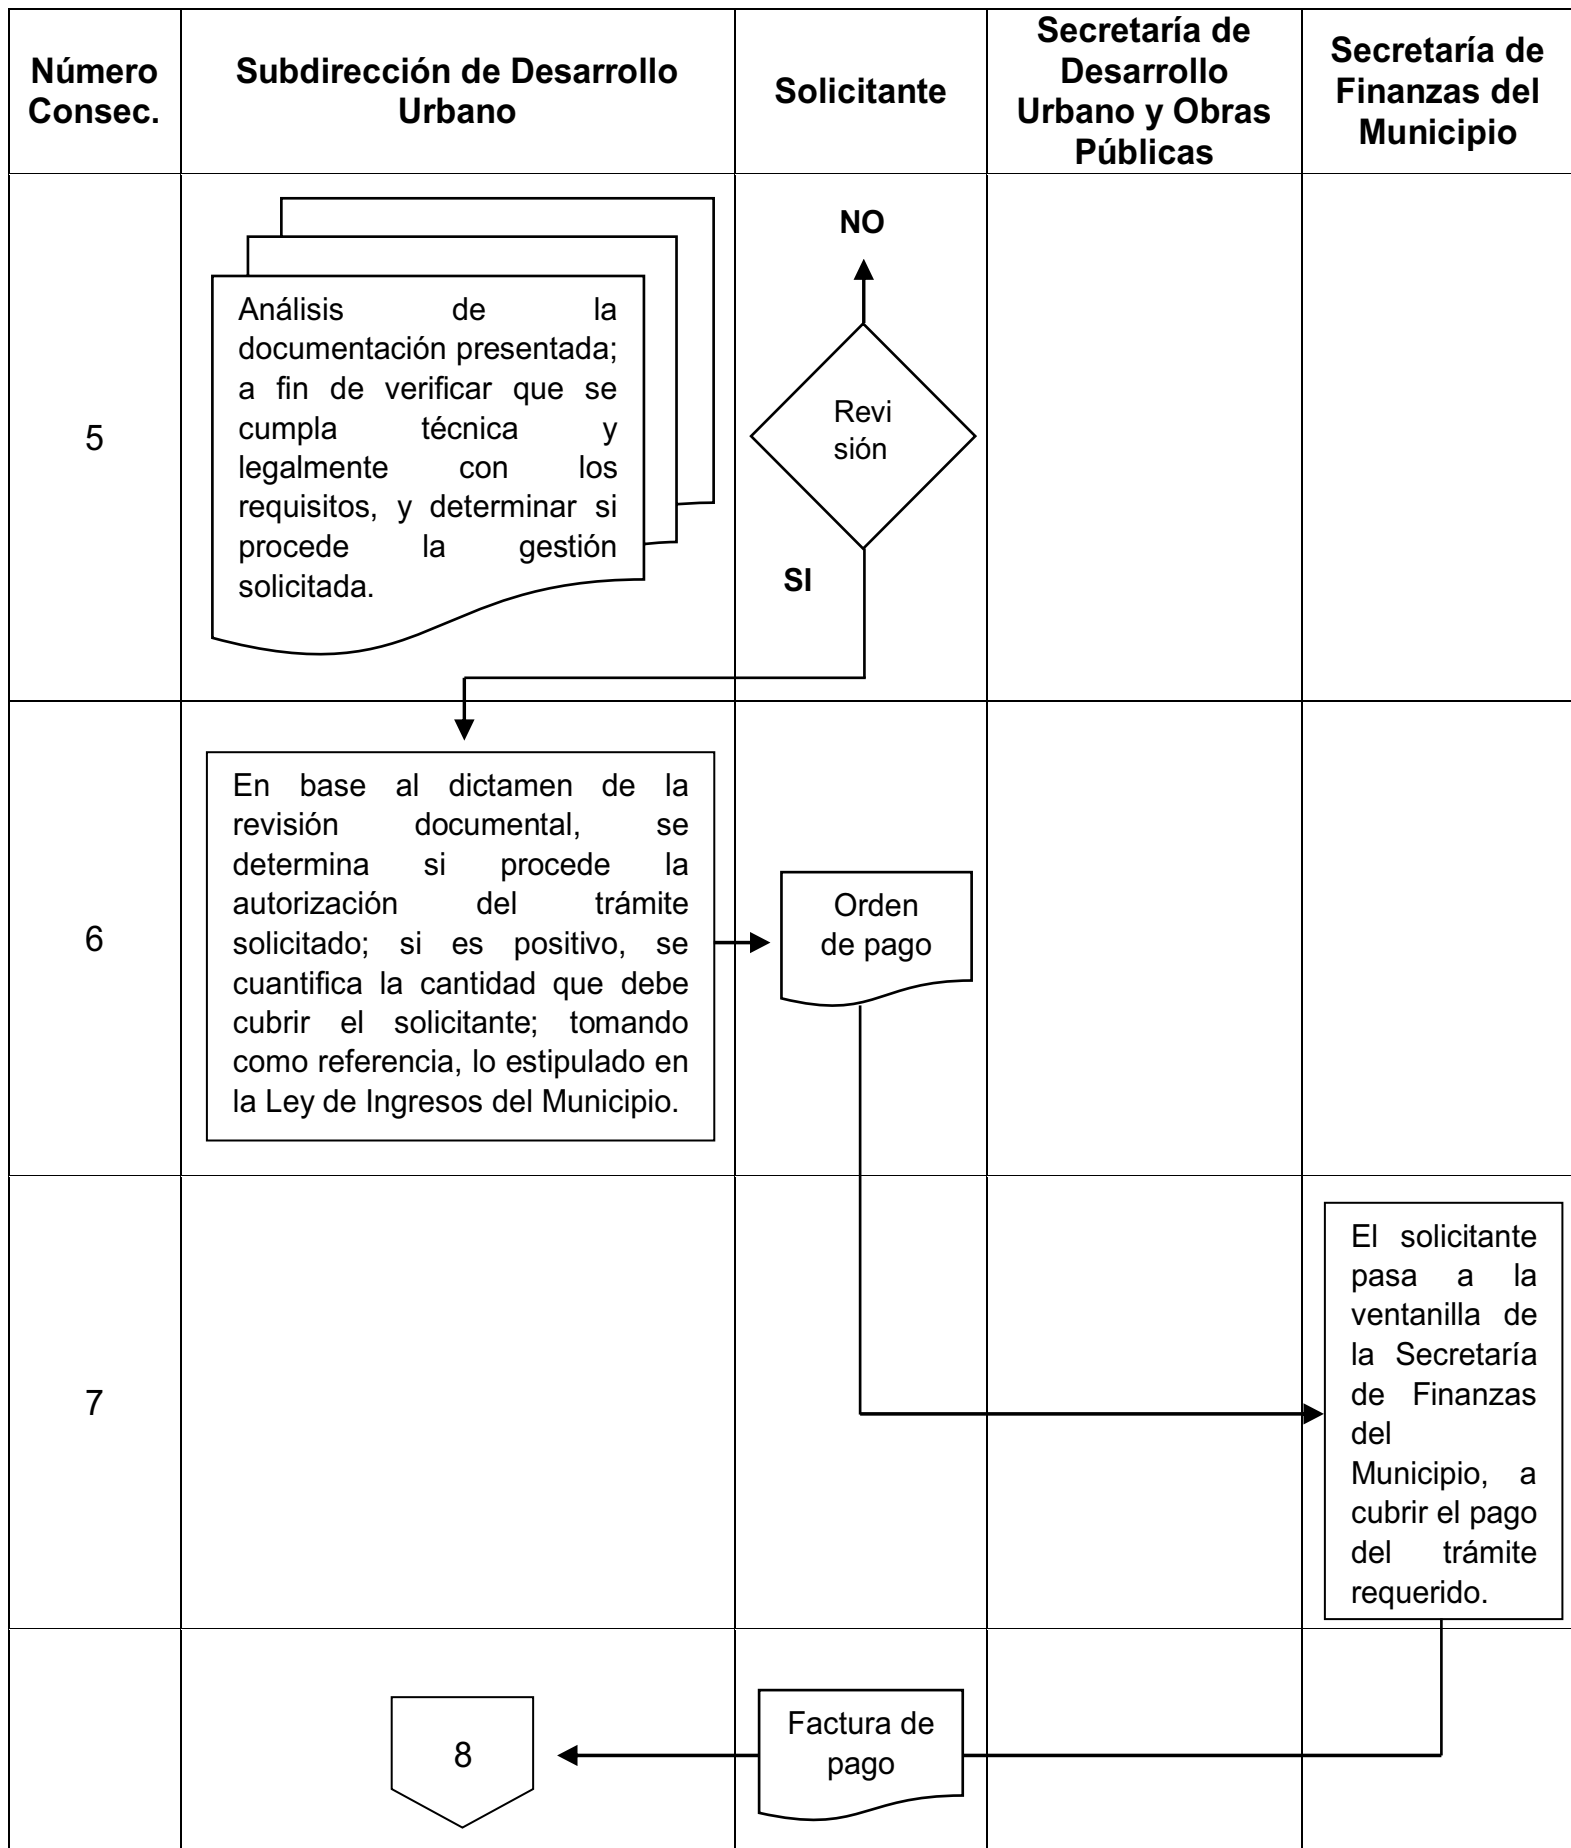 Número
Consec.
Subdirección de Desarrollo
Urbano
Solicitante
Secretaría de
Desarrollo
Urbano y Obras
Públicas
Secretaría de
Finanzas del
Municipio
5
Análisis de la
documentación presentada;
a fin de verificar que se
cumpla técnica y
legalmente con los
requisitos, y determinar si
procede la gestión
solicitada.
NO
Revi
sión
SI
6
En base al dictamen de la
revisión documental, se
determina si procede la
autorización del trámite
solicitado; si es positivo, se
cuantifica la cantidad que debe
cubrir el solicitante; tomando
como referencia, lo estipulado en
la Ley de Ingresos del Municipio.
Orden
de pago
7
El solicitante
pasa a la
ventanilla de
la Secretaría
de Finanzas
del
Municipio, a
cubrir el pago
del trámite
requerido.
8
Factura de
pago